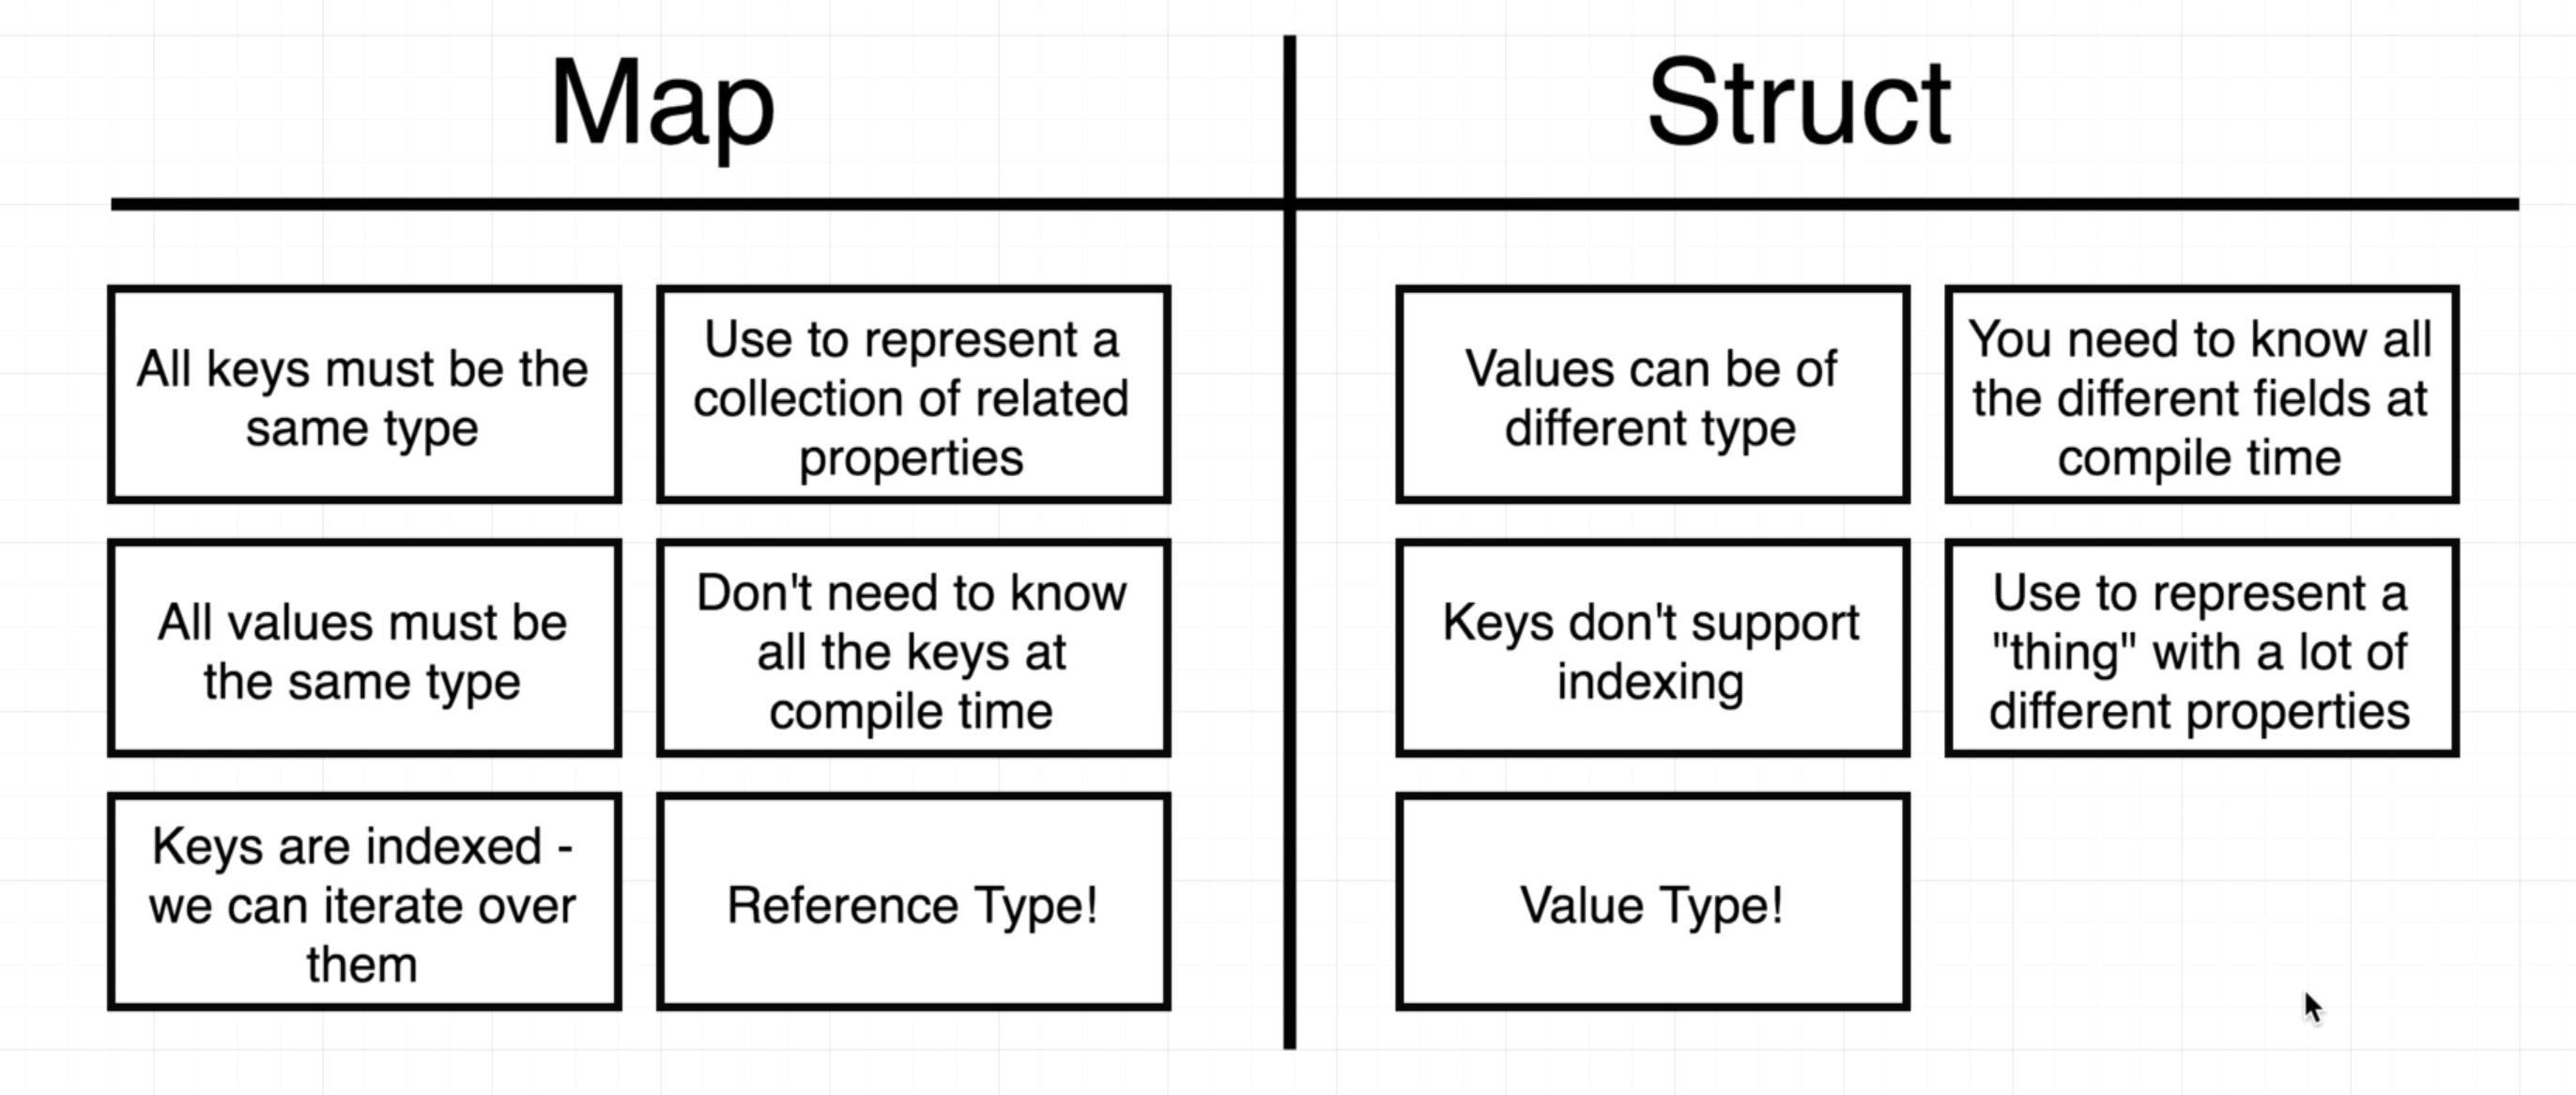 Map
Struct
All keys must be the
same type
Use to represent a
collection of related
properties
Values can be of
different type
You need to know all
the different fields at
compile time
All values must be
the same type
Don't need to know
all the keys at
compile time
Keys don't support
indexing
Use to represent a
"thing" with a lot of
different properties
Keys are indexed -
we can iterate over
them
Reference Type!
Value Type!